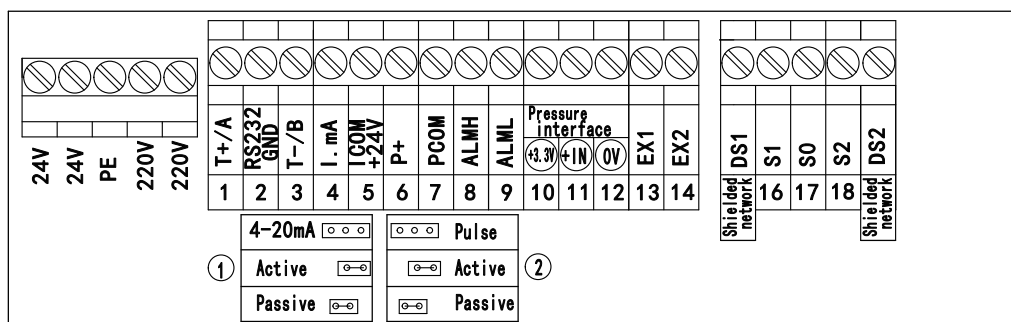 24V
24V
PE
220V
220V
T+/A
RS232
GND
T-/B
I.mA
ICOM
+24V
P+
PCOM
ALMH
ALML
Pressure
interface
+3.3V
+IN
0V
EX1
EX2
DS1
S1
S0
S2
DS2
1
2
3
4
5
6
7
8
9
10
11
12
13
14
Shielded
network
16
17
18
Shielded
network
4-20mA
Pulse
1
Active
Active
2
Passive
Passive